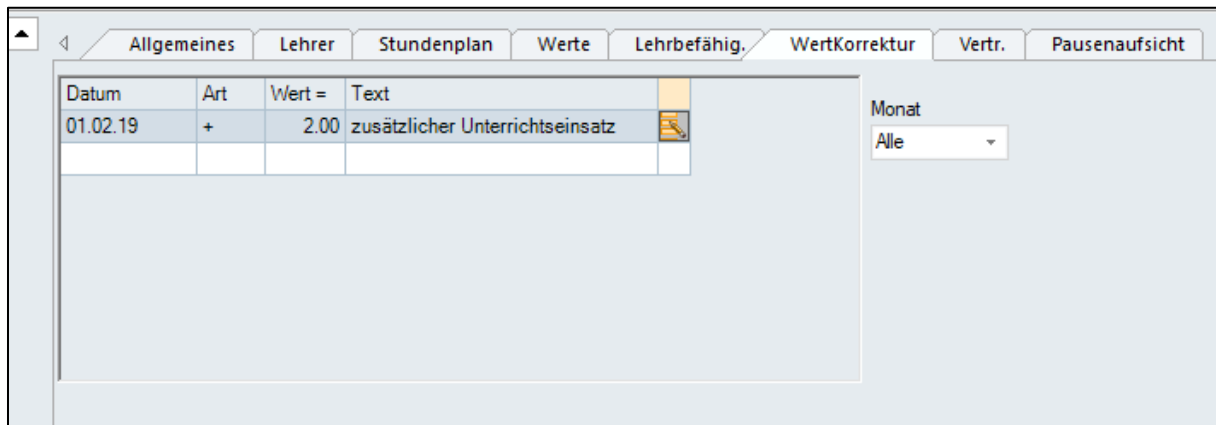 Allgemeines Lehrer Stundenplan Werte Lehrbefähig. WertKorrektur Vertr. Pausenaufsicht
Datum Art Wert = Text
01.02.19 + 2.00 zusätzlicher Unterrichtseinsatz
Monat
Alle